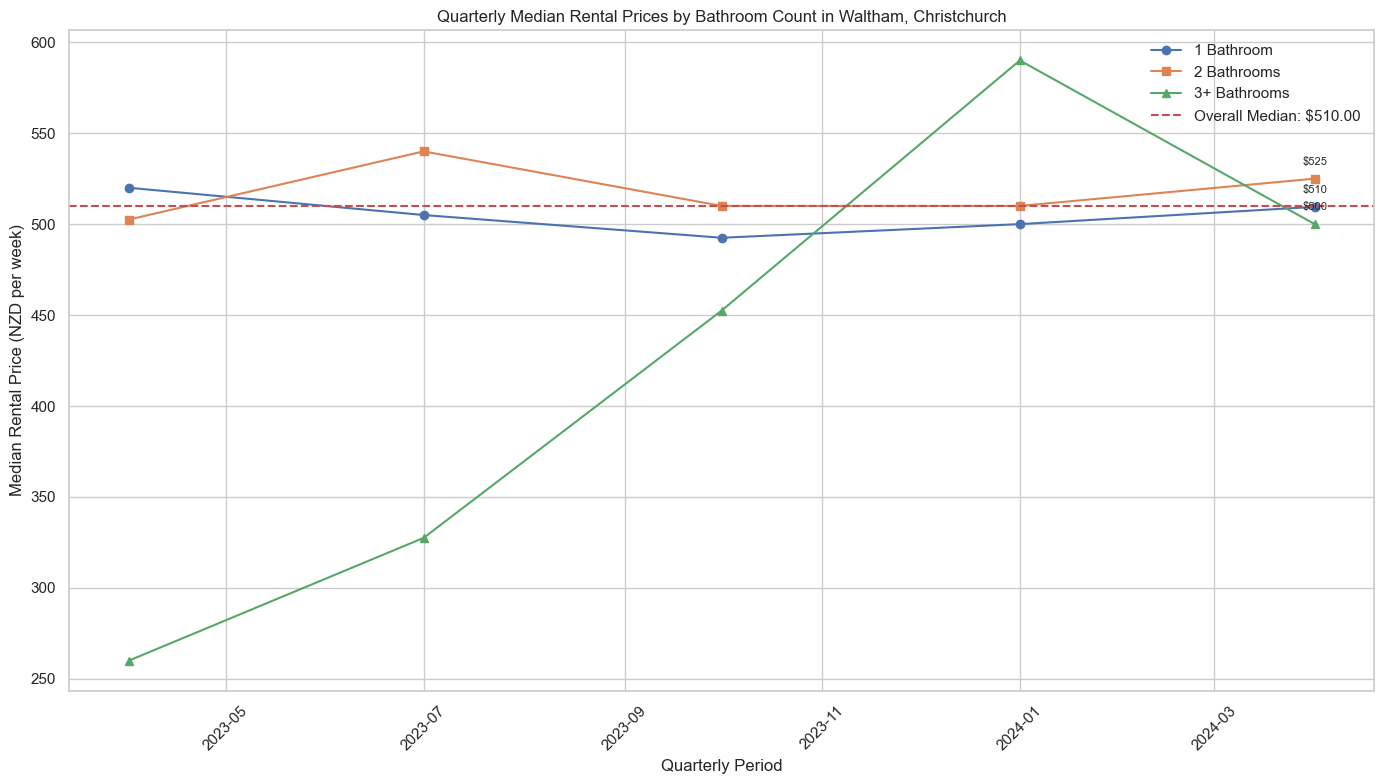 Quarterly Median Rental Prices by Bathroom Count in Waltham, Christchurch
1 Bathroom
2 Bathrooms
3+ Bathrooms
Overall Median: $510.00
600
550
500
450
400
350
300
250
$525
$510
$500
Median Rental Price (NZD per week)
2023-05
2023-07
2023-09
2023-11
2024-01
2024-03
Quarterly Period